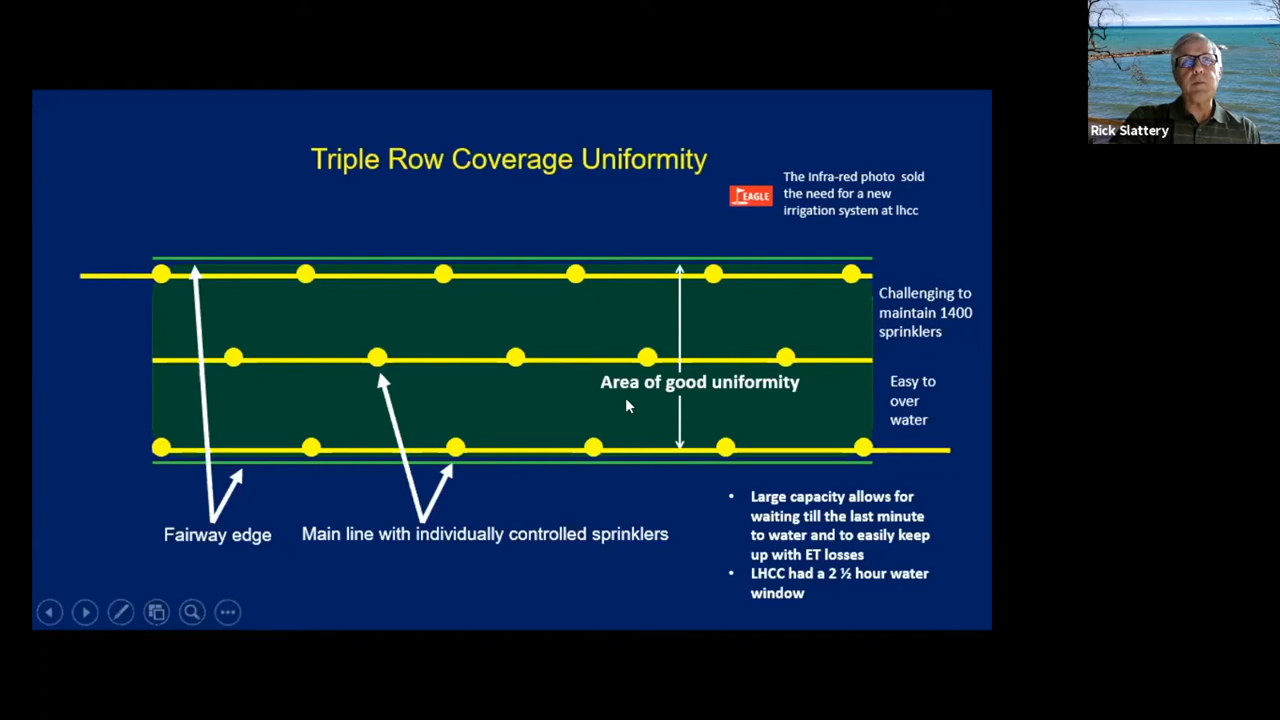 Rick Slattery
Triple Row Coverage Uniformity
EAGLE
The Infra-red photo sold
the need for a new
irrigation system at lhcc
Challenging to
maintain 1400
sprinklers
Area of good uniformity
Easy to
over
water
Fairway edge
Main line with individually controlled sprinklers
• Large capacity allows for
waiting till the last minute
to water and to easily keep
up with ET losses
• LHCC had a 2 ½ hour water
window